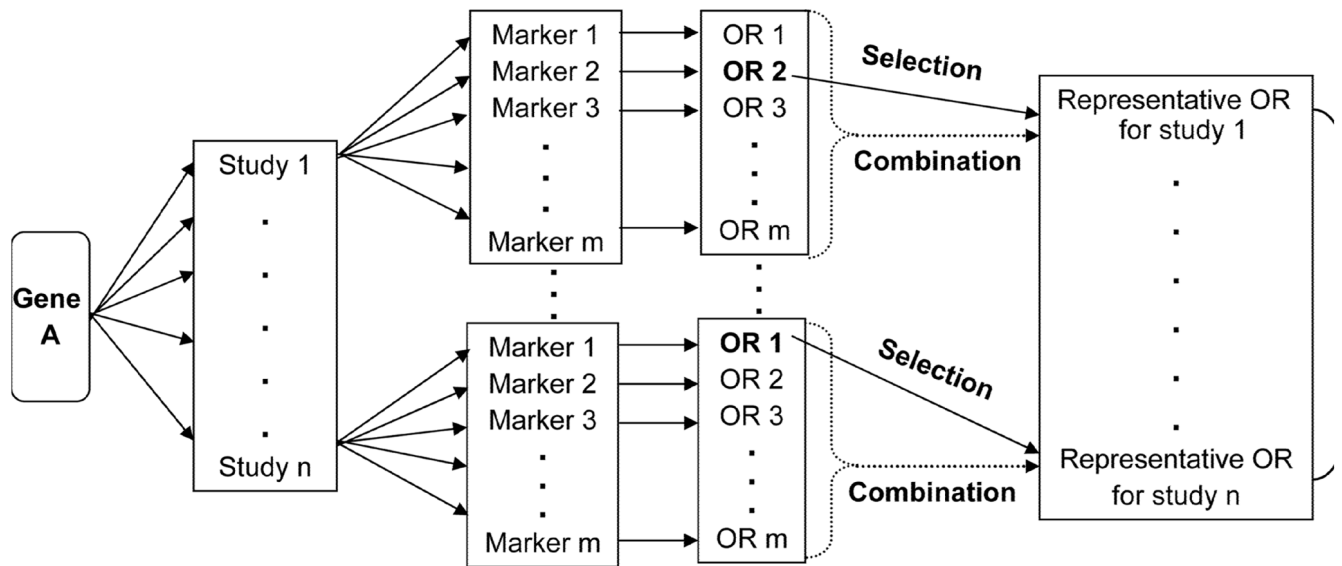 Gene
A
Study 1
Study n
Marker 1
Marker 2
Marker 3
Marker m
OR 1
OR 2
OR 3
OR m
Selection
Combination
Marker 1
Marker 2
Marker 3
Marker m
OR 1
OR 2
OR 3
OR m
Selection
Combination
Representative OR
for study 1
Representative OR
for study n